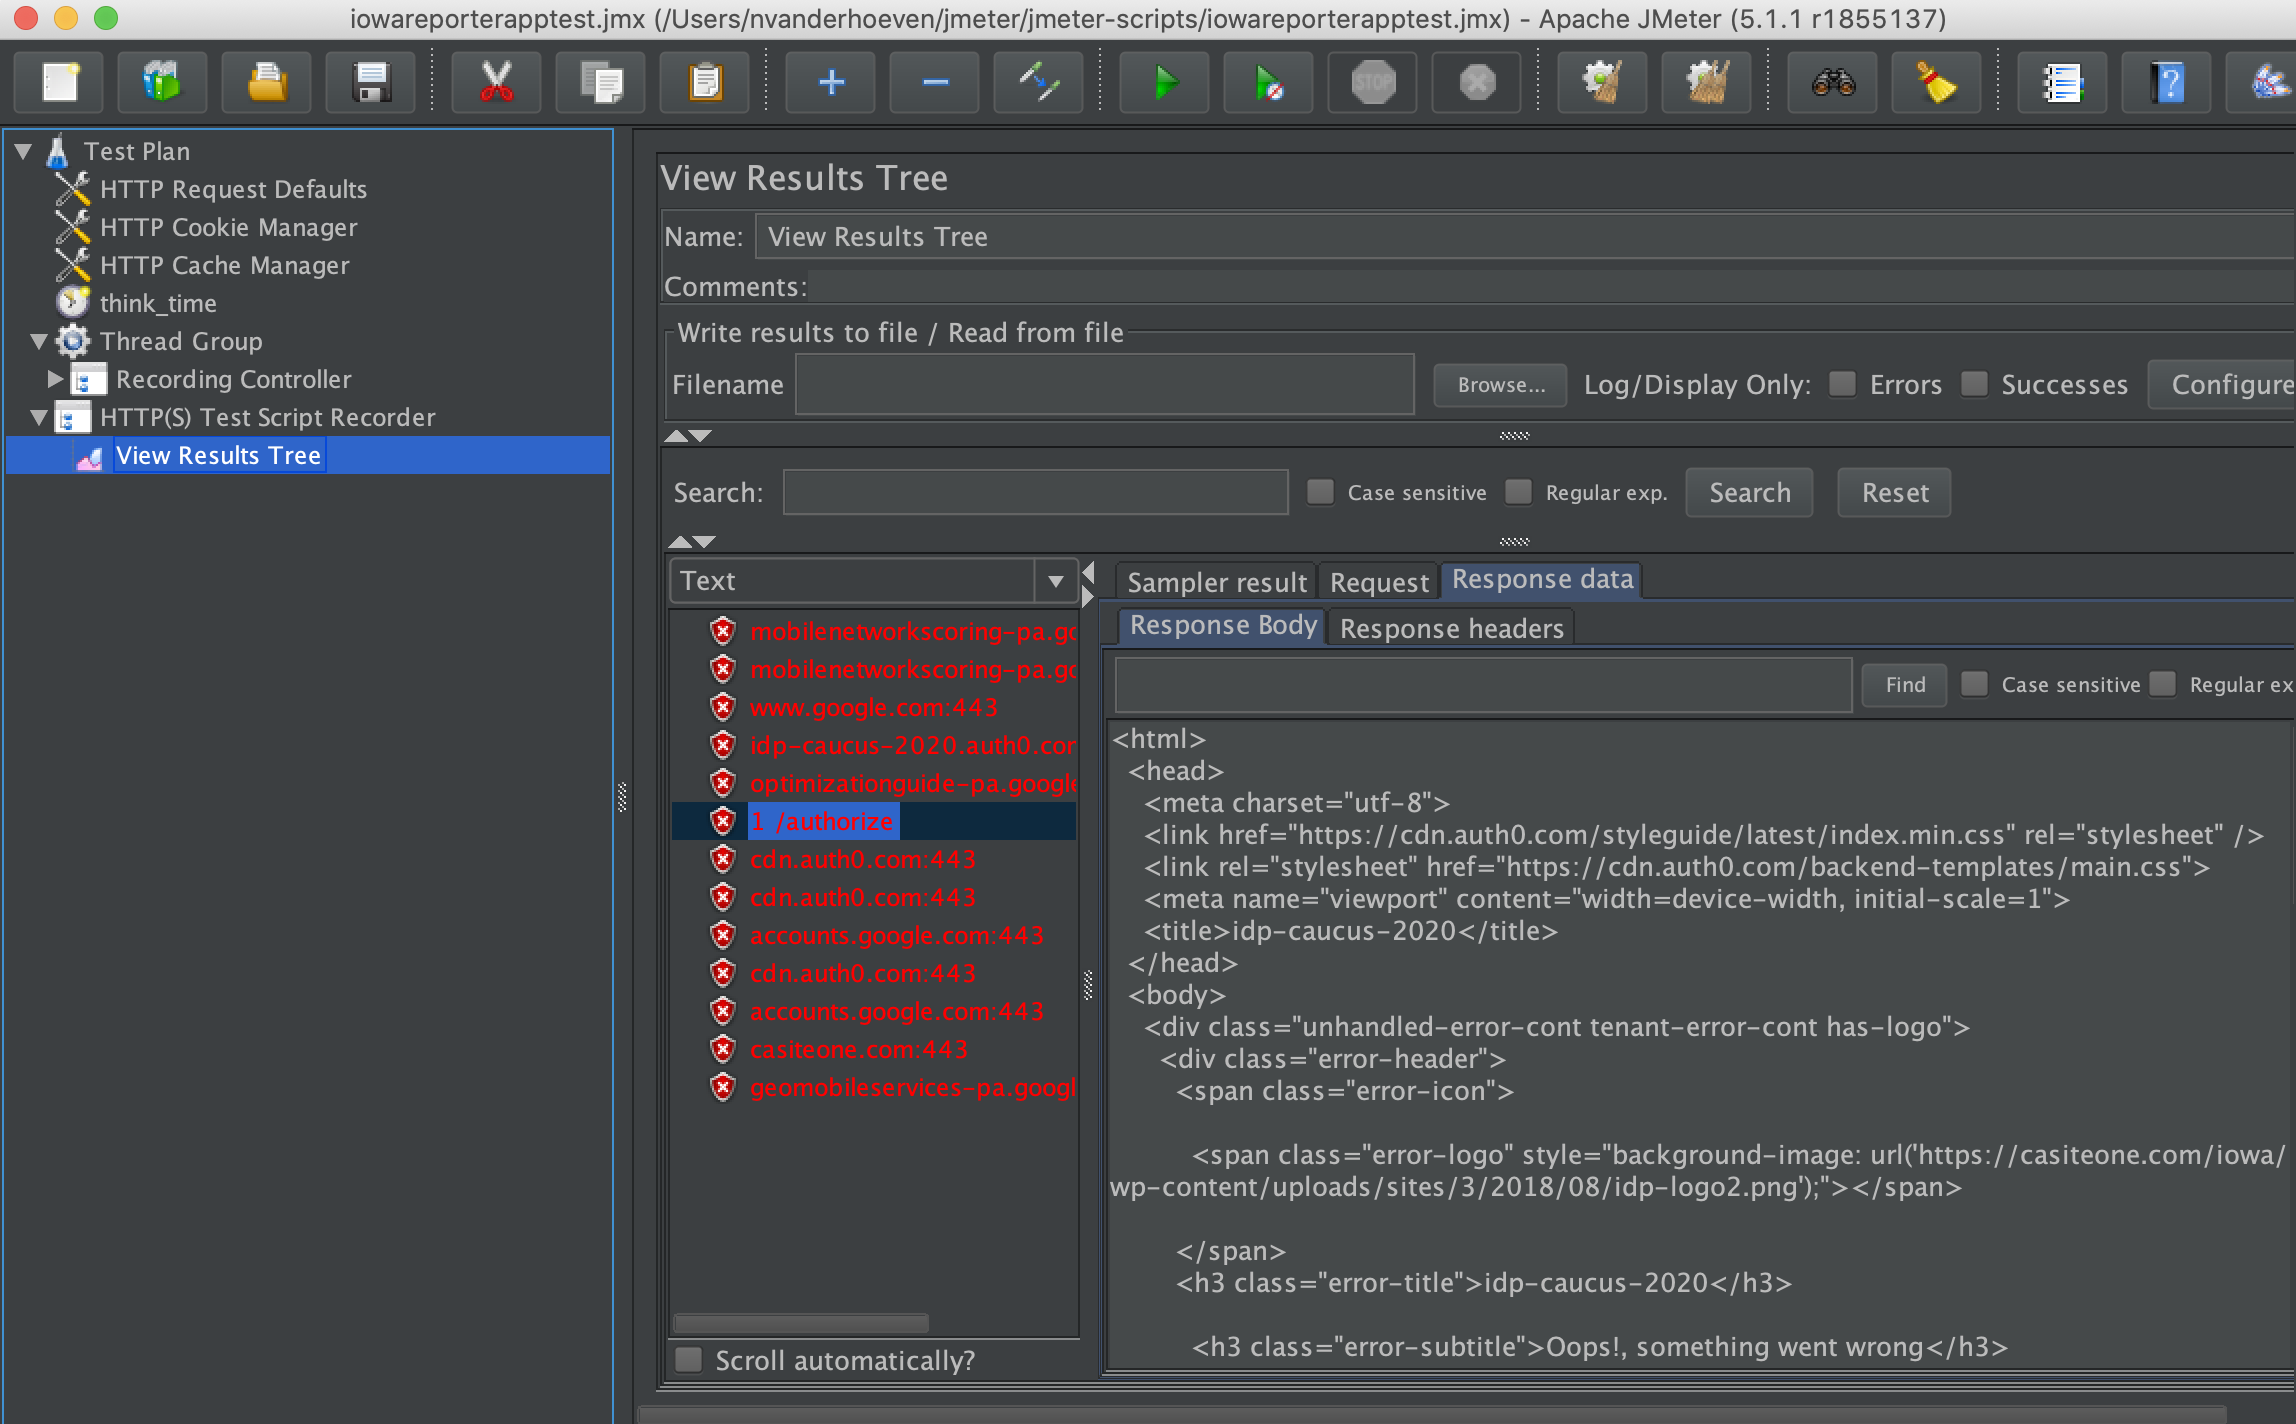 iowareporterapptest.jmx (/Users/nvanderhoeven/jmeter/jmeter-scripts/iowareporterapptest.jmx) - Apache JMeter (5.1.1 r1855137)
STOP
Test Plan
HTTP Request Defaults
HTTP Cookie Manager
HTTP Cache Manager
think_time
Thread Group
Recording Controller
HTTP(S) Test Script Recorder
View Results Tree
View Results Tree
Name: View Results Tree
Comments:
Write results to file / Read from file
Filename Browse... Log/Display Only: Errors Successes Configure
Search: Case sensitive Regular exp. Search Reset
Text
mobilenetworkscoring-pa.go
mobilenetworkscoring-pa.go
www.google.com:443
idp-caucus-2020.auth0.con
optimizationguide-pa.google
1 /authorize
cdn.auth0.com:443
cdn.auth0.com:443
accounts.google.com:443
cdn.auth0.com:443
accounts.google.com:443
casiteone.com:443
geomobileservices-pa.googl
Scroll automatically?
Sampler result Request Response data
Response Body Response headers
Find Case sensitive Regular ex
<html>
<head>
<meta charset="utf-8">
<link href="https://cdn.auth0.com/styleguide/latest/index.min.css" rel="stylesheet" />
<link rel="stylesheet" href="https://cdn.auth0.com/backend-templates/main.css">
<meta name="viewport" content="width=device-width, initial-scale=1">
<title>idp-caucus-2020</title>
</head>
<body>
<div class="unhandled-error-cont tenant-error-cont has-logo">
<div class="error-header">
<span class="error-icon">
<span class="error-logo" style="background-image: url('https://casiteone.com/iowa/
wp-content/uploads/sites/3/2018/08/idp-logo2.png');"></span>
</span>
<h3 class="error-title">idp-caucus-2020</h3>
<h3 class="error-subtitle">Oops!, something went wrong</h3>